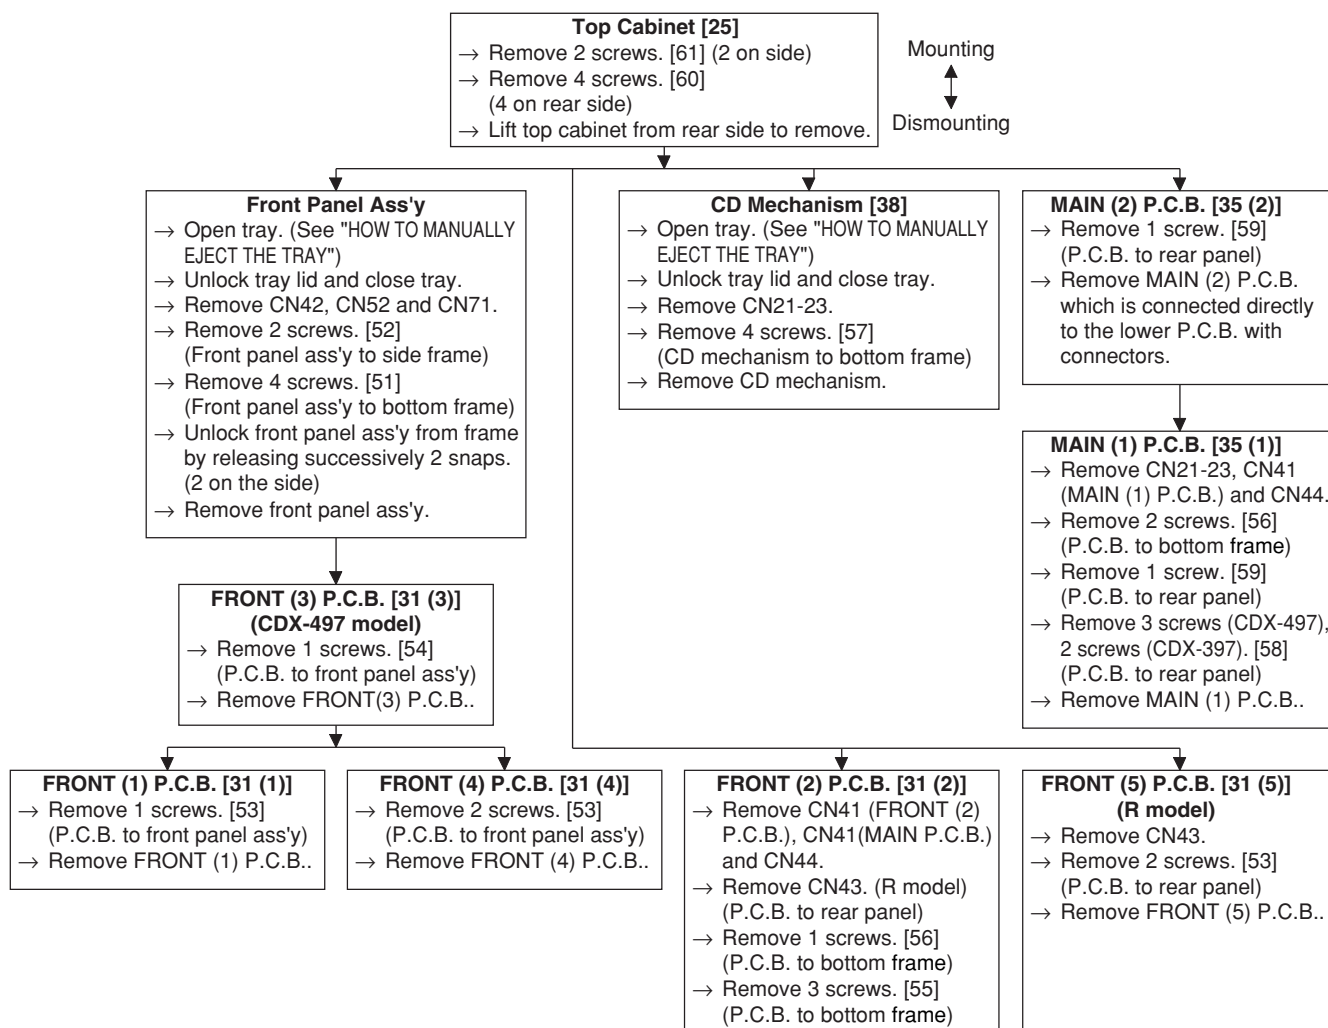 Top Cabinet [25]
→ Remove 2 screws. [61] (2 on side)
→ Remove 4 screws. [60]
(4 on rear side)
→ Lift top cabinet from rear side to remove.
Mounting
Dismounting
Front Panel Ass'y
→ Open tray. (See "HOW TO MANUALLY
EJECT THE TRAY")
→ Unlock tray lid and close tray.
→ Remove CN42, CN52 and CN71.
→ Remove 2 screws. [52]
(Front panel ass'y to side frame)
→ Remove 4 screws. [51]
(Front panel ass'y to bottom frame)
→ Unlock front panel ass'y from frame
by releasing successively 2 snaps.
(2 on the side)
→ Remove front panel ass'y.
CD Mechanism [38]
→ Open tray. (See "HOW TO MANUALLY
EJECT THE TRAY")
→ Unlock tray lid and close tray.
→ Remove CN21-23.
→ Remove 4 screws. [57]
(CD mechanism to bottom frame)
→ Remove CD mechanism.
MAIN (2) P.C.B. [35 (2)]
→ Remove 1 screw. [59]
(P.C.B. to rear panel)
→ Remove MAIN (2) P.C.B.
which is connected directly
to the lower P.C.B. with
connectors.
MAIN (1) P.C.B. [35 (1)]
→ Remove CN21-23, CN41
(MAIN (1) P.C.B.) and CN44.
→ Remove 2 screws. [56]
(P.C.B. to bottom frame)
→ Remove 1 screw. [59]
(P.C.B. to rear panel)
→ Remove 3 screws (CDX-497),
2 screws (CDX-397). [58]
(P.C.B. to rear panel)
→ Remove MAIN (1) P.C.B..
FRONT (3) P.C.B. [31 (3)]
(CDX-497 model)
→ Remove 1 screws. [54]
(P.C.B. to front panel ass'y)
→ Remove FRONT(3) P.C.B..
FRONT (1) P.C.B. [31 (1)]
→ Remove 1 screws. [53]
(P.C.B. to front panel ass'y)
→ Remove FRONT (1) P.C.B..
FRONT (4) P.C.B. [31 (4)]
→ Remove 2 screws. [53]
(P.C.B. to front panel ass'y)
→ Remove FRONT (4) P.C.B..
FRONT (2) P.C.B. [31 (2)]
→ Remove CN41 (FRONT (2)
P.C.B.), CN41(MAIN P.C.B.)
and CN44.
→ Remove CN43. (R model)
(P.C.B. to rear panel)
→ Remove 1 screws. [56]
(P.C.B. to bottom frame)
→ Remove 3 screws. [55]
(P.C.B. to bottom frame)
FRONT (5) P.C.B. [31 (5)]
(R model)
→ Remove CN43.
→ Remove 2 screws. [53]
(P.C.B. to rear panel)
→ Remove FRONT (5) P.C.B..